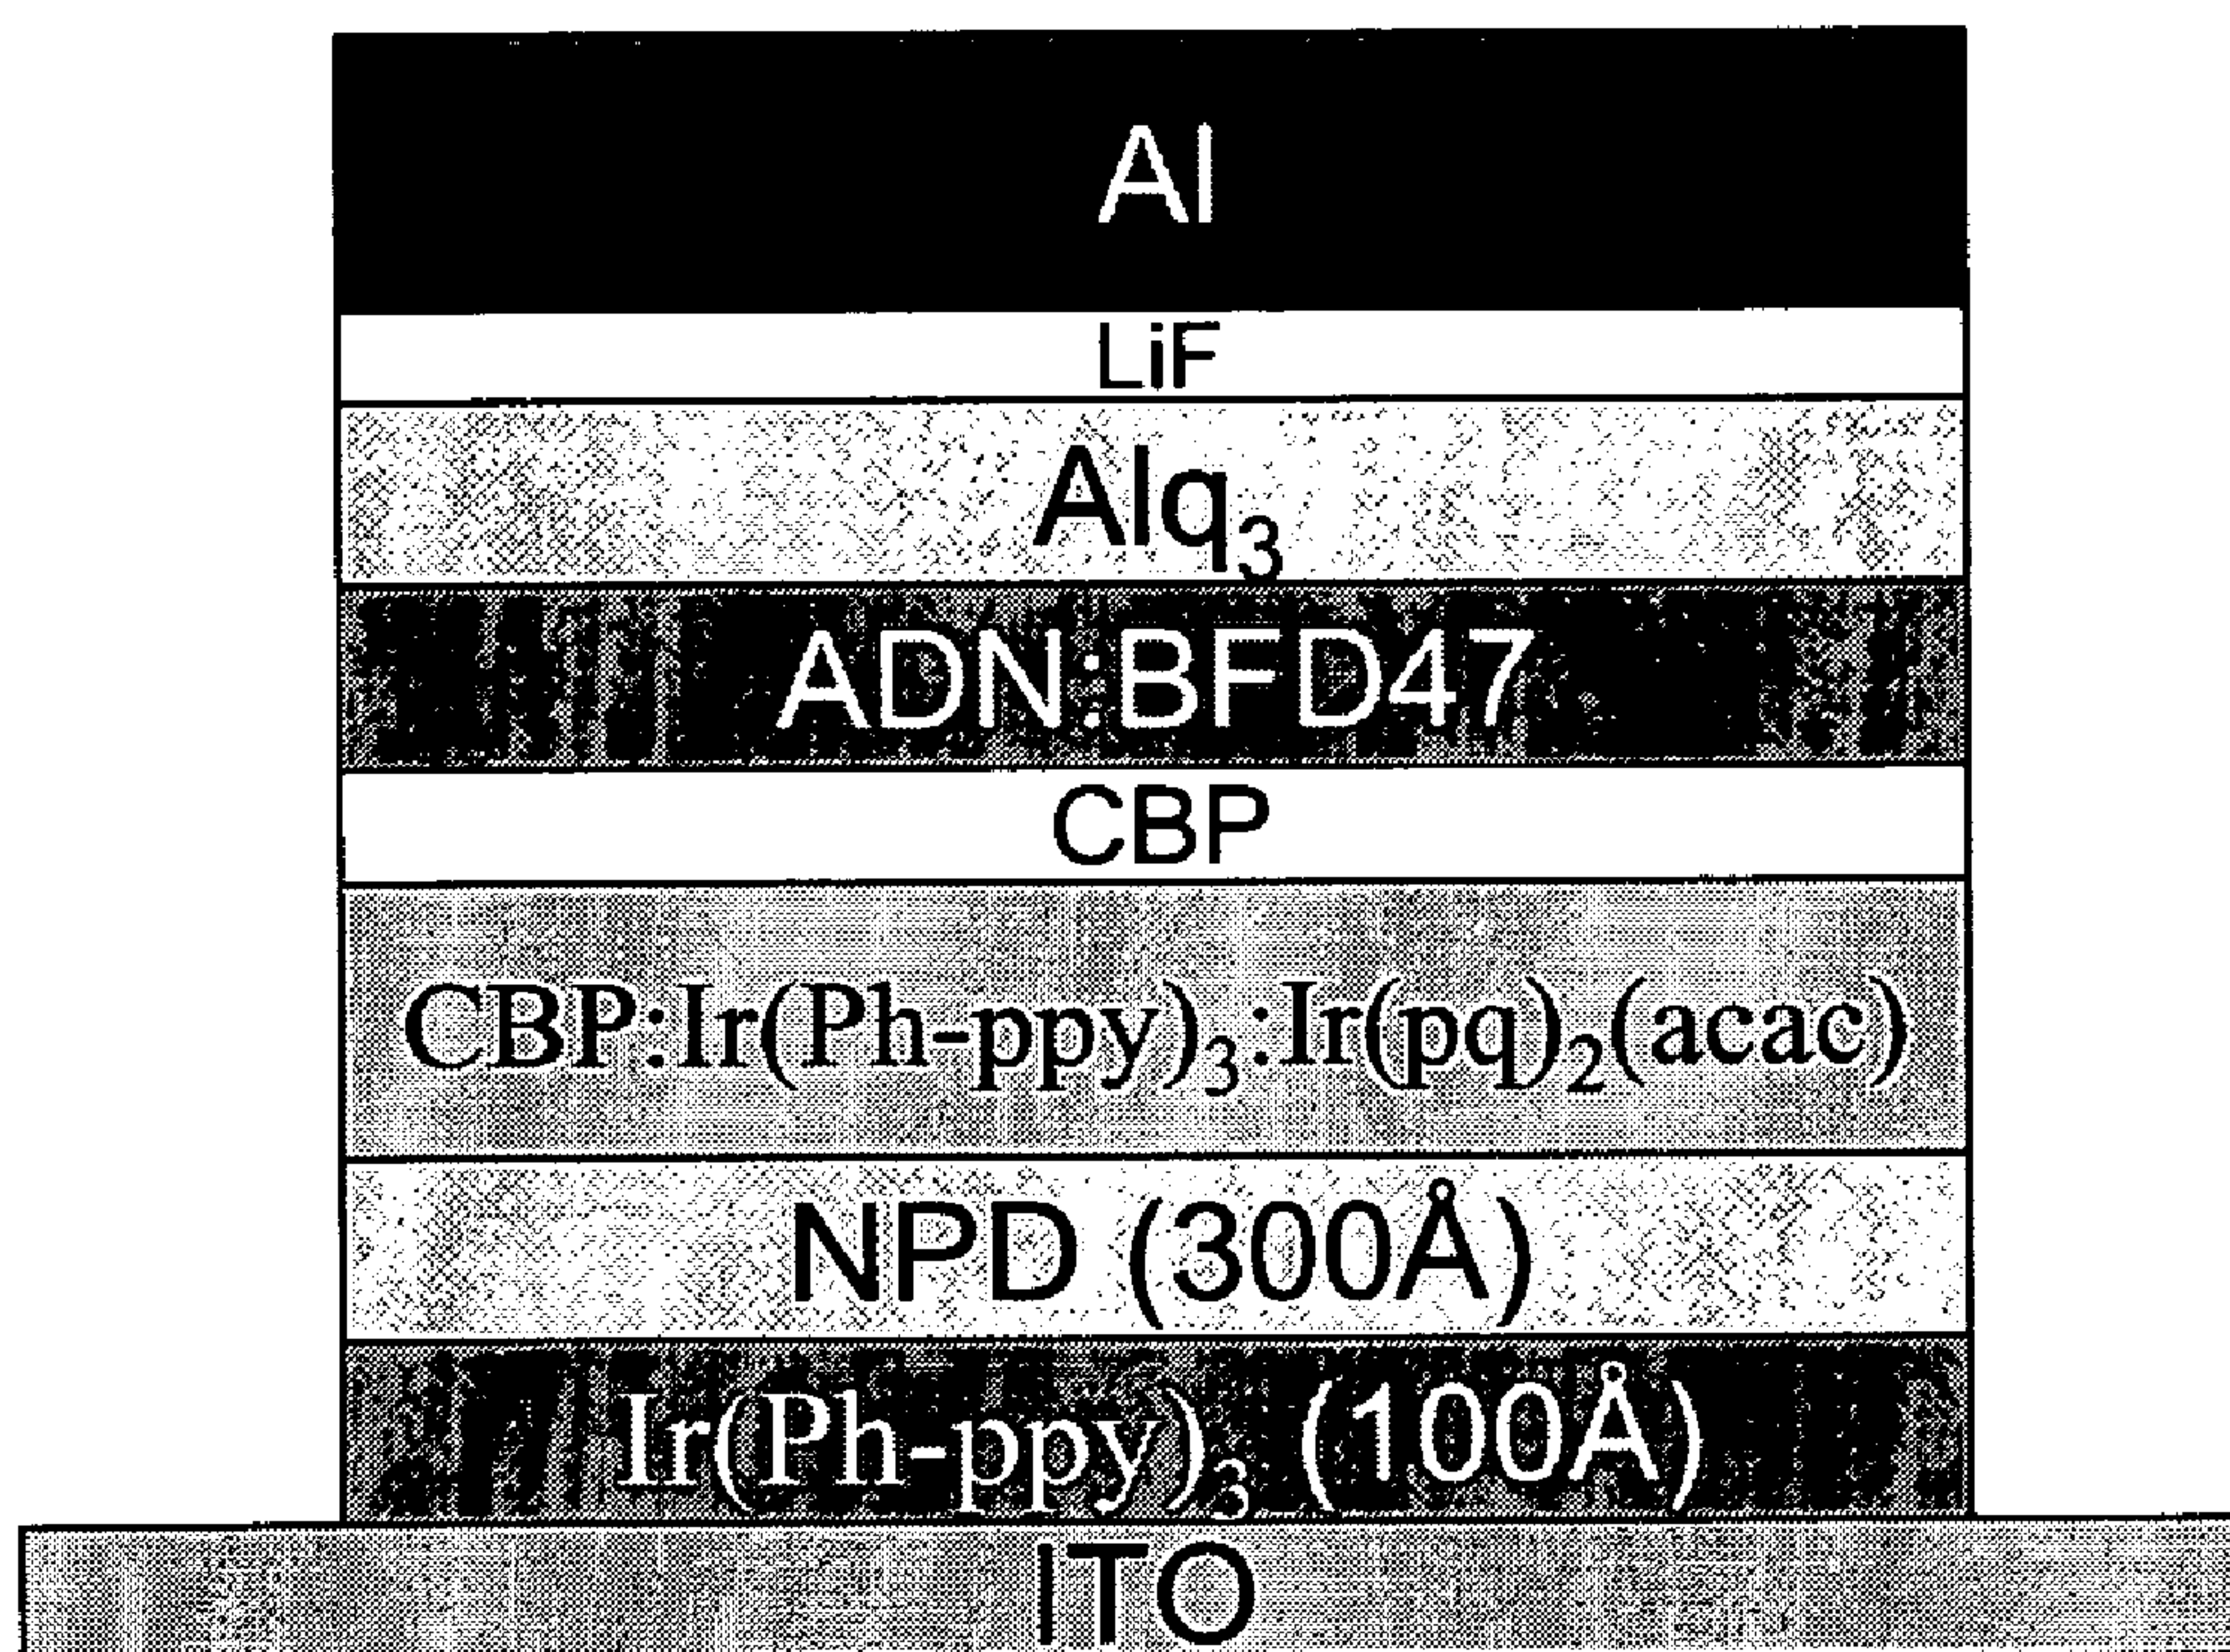 Al
LiF
Alq₃
ADN:BFD47
CBP
CBP:Ir(Ph-ppy)₃:Ir(pq)₂(acac)
NPD (300Å)
Ir(Ph-ppy)₃ (100Å)
ITO